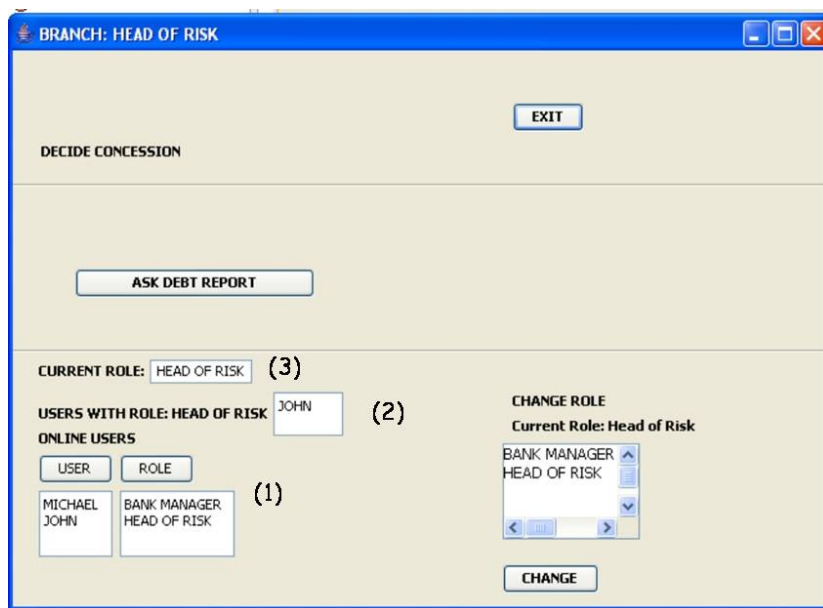 BRANCH: HEAD OF RISK
EXIT
DECIDE CONCESSION
ASK DEBT REPORT
CURRENT ROLE: HEAD OF RISK (3)
USERS WITH ROLE: HEAD OF RISK JOHN (2)
ONLINE USERS
USER ROLE
MICHAEL BANK MANAGER (1)
JOHN HEAD OF RISK
CHANGE ROLE
Current Role: Head of Risk
BANK MANAGER
HEAD OF RISK
CHANGE